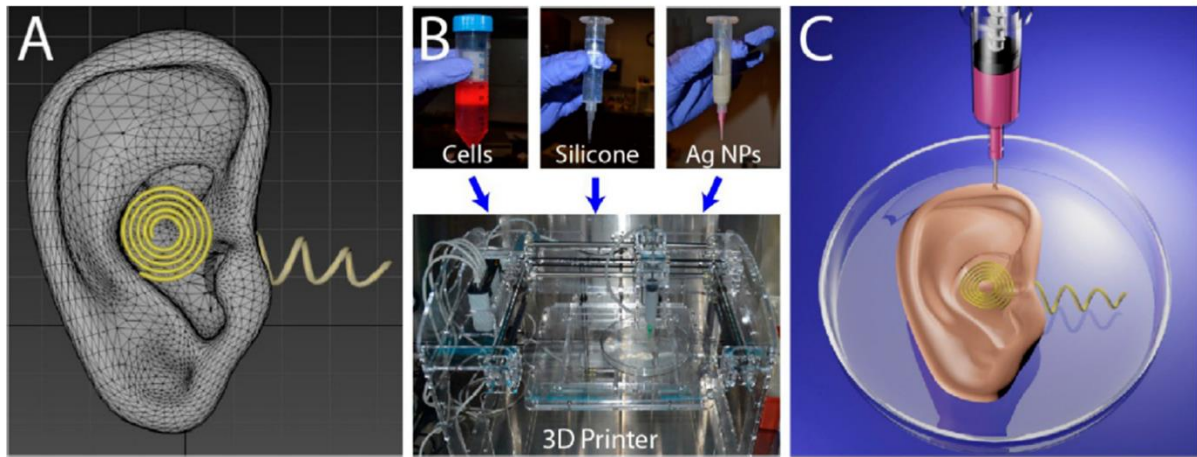 A
B
C
Cells
Silicone
Ag NPs
3D Printer